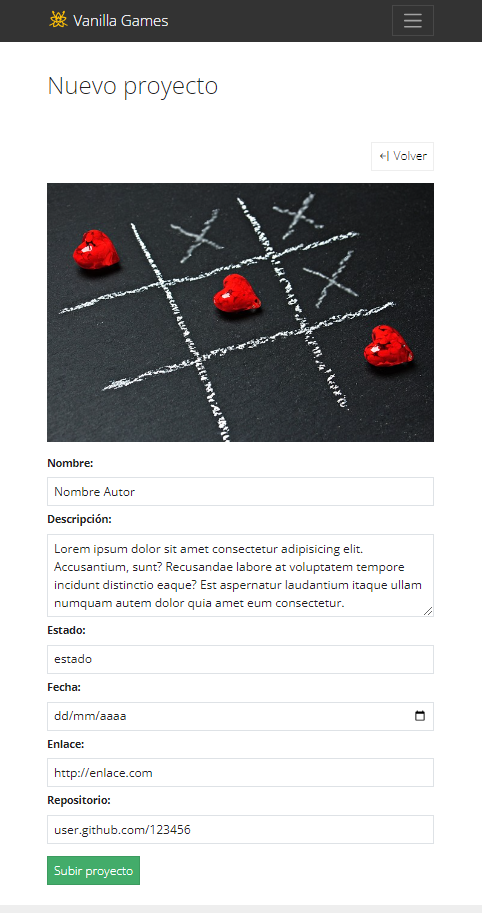 Vanilla Games
Nuevo proyecto
Volver
Nombre:
Nombre Autor
Descripción:
Lorem ipsum dolor sit amet consectetur adipisicing elit.
Accusantium, sunt? Recusandae labore at voluptatem tempore
incidunt distinctio eaque? Est aspernatur laudantium itaque ullam
numquam autem dolor quia amet eum consectetur.
Estado:
estado
Fecha:
dd/mm/aaaa
Enlace:
http://enlace.com
Repositorio:
user.github.com/123456
Subir proyecto